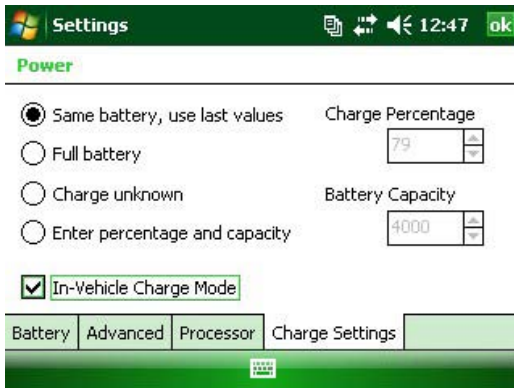 Settings 12:47 ok
Power
Same battery, use last values
Full battery
Charge unknown
Enter percentage and capacity
Charge Percentage
79
Battery Capacity
4000
In-Vehicle Charge Mode
Battery Advanced Processor Charge Settings